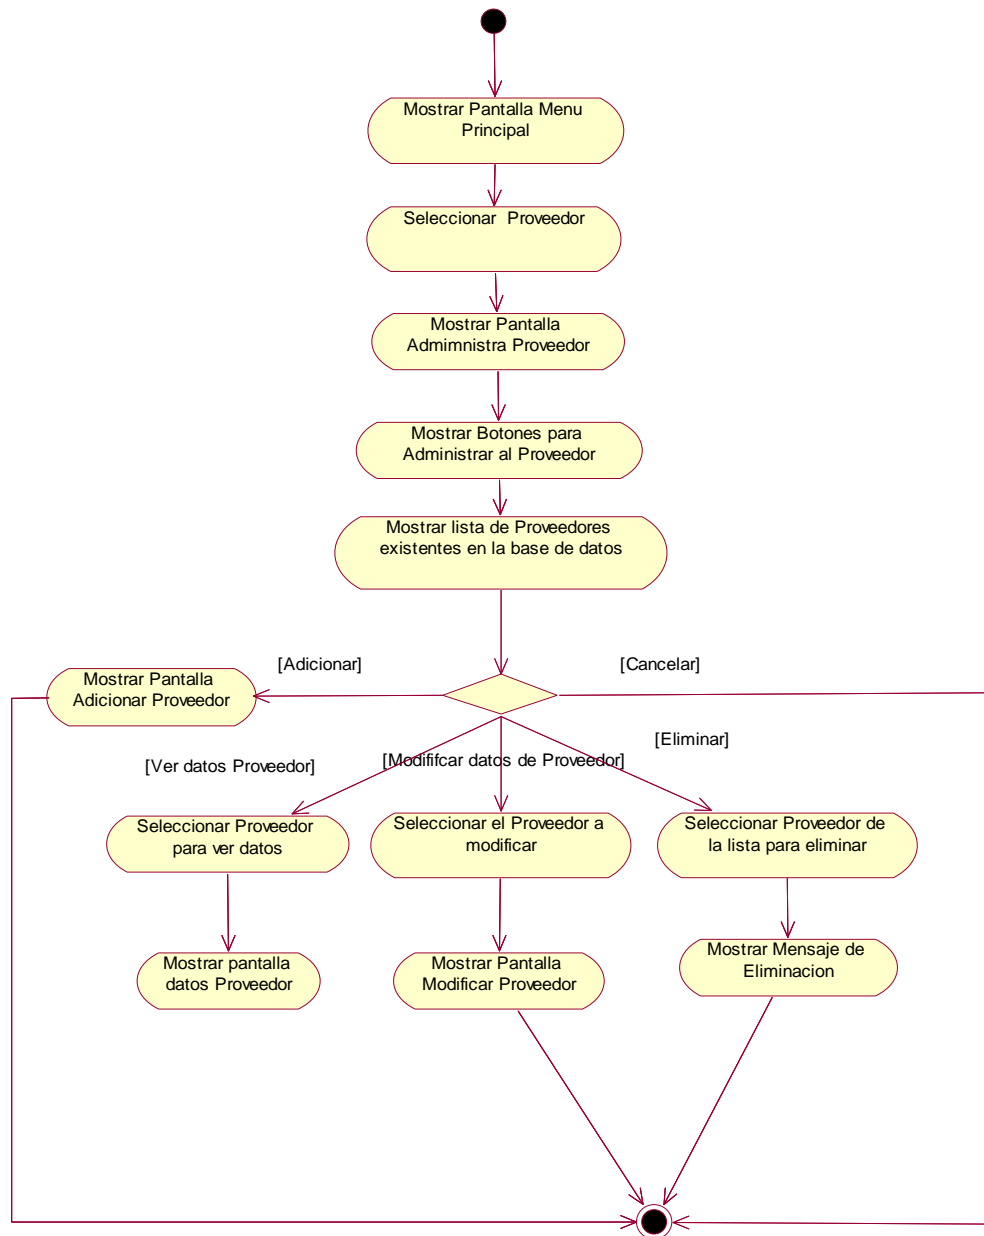 Mostrar Pantalla Menu
Principal
Seleccionar  Proveedor
Mostrar Pantalla
Admimnistra Proveedor
Mostrar Botones para
Administrar al Proveedor
Mostrar lista de Proveedores
existentes en la base de datos
[Adicionar]
[Cancelar]
Mostrar Pantalla
Adicionar Proveedor
[Eliminar]
[Ver datos Proveedor]
[Modififcar datos de Proveedor]
Seleccionar Proveedor
para ver datos
Seleccionar el Proveedor a
modificar
Seleccionar Proveedor de
la lista para eliminar
Mostrar pantalla
datos Proveedor
Mostrar Pantalla
Modificar Proveedor
Mostrar Mensaje de
Eliminacion